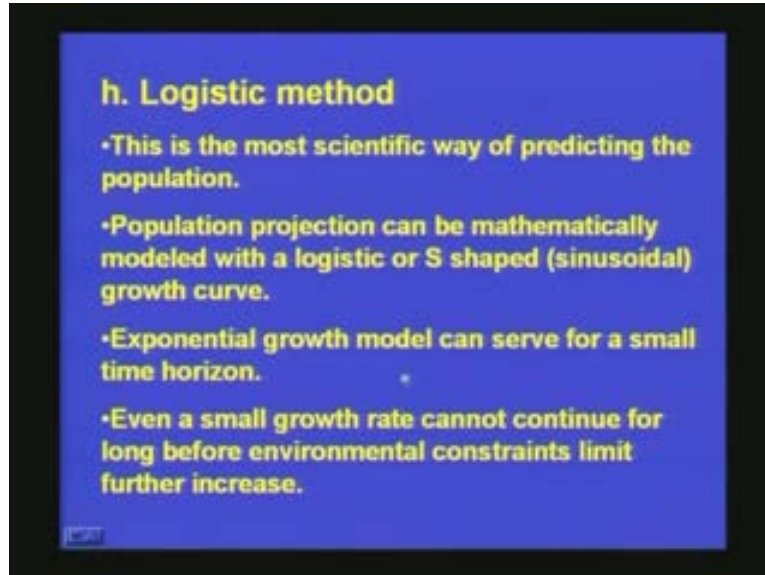 h. Logistic method
•This is the most scientific way of predicting the
population.
•Population projection can be mathematically
modeled with a logistic or S shaped (sinusoidal)
growth curve.
•Exponential growth model can serve for a small
time horizon.
•Even a small growth rate cannot continue for
long before environmental constraints limit
further increase.